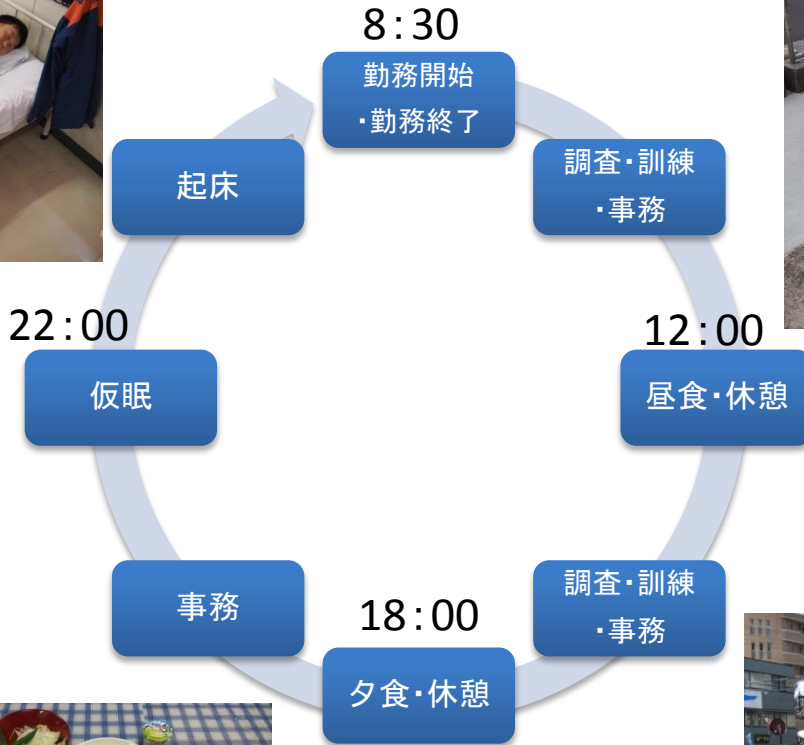 8:30
勤務開始
・勤務終了
調査・訓練
・事務
12:00
昼食・休憩
調査・訓練
・事務
18:00
夕食・休憩
事務
22:00
仮眠
起床